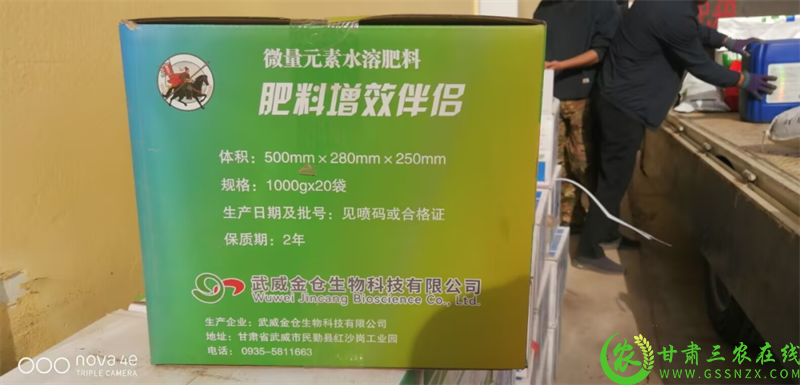 微量元素水溶肥料
肥料增效伴侣
体积：500mm×280mm×250mm
规格：1000gx20袋
生产日期及批号：见喷码或合格证
保质期：2年
武威金仓生物科技有限公司
Wuwei Jincang Bioscience Co., Ltd.
生产企业：武威金仓生物科技有限公司
地址：甘肃省武威市民勤县红沙岗工业园
电话：0935-5811663
nova 4e
TRIPLE CAMERA
农 甘肃三农在线
WWW.GSSNZX.COM